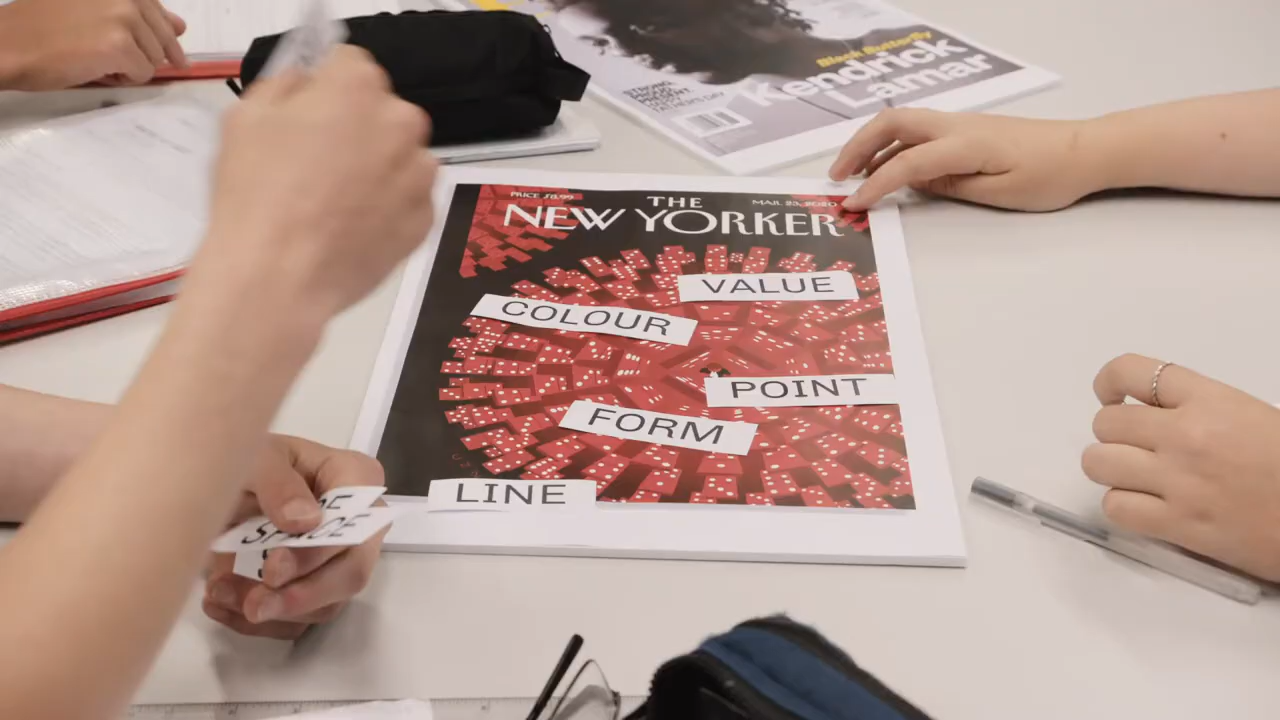 Black Butterfly
Kendrick
Lamar
PRICE $8.99
THE
MAR. 23, 2020
NEW YORKER
VALUE
COLOUR
POINT
FORM
LINE
SPACE